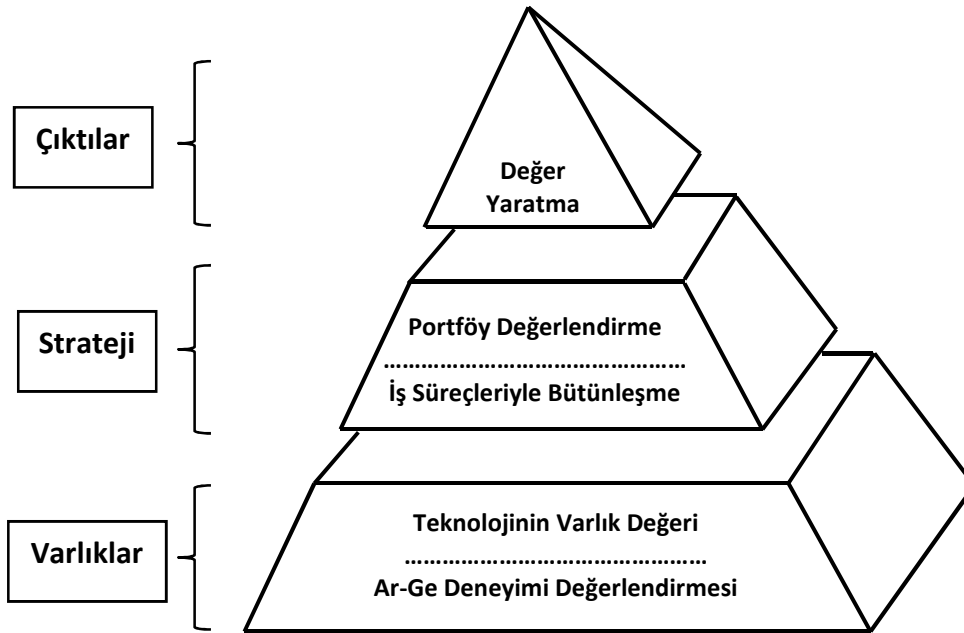 Çıktılar
Değer
Yaratma
Strateji
Portföy Değerlendirme
……………………………………………
İş Süreçleriyle Bütünleşme
Varlıklar
Teknolojinin Varlık Değeri
……………………………………………
Ar-Ge Deneyimi Değerlendirmesi